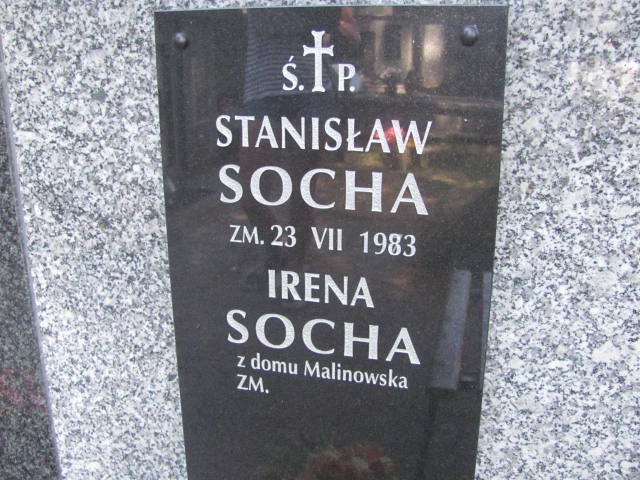 Ś.†P.
STANISŁAW
SOCHA
ZM. 23 VII 1983
IRENA
SOCHA
z domu Malinowska
ZM.